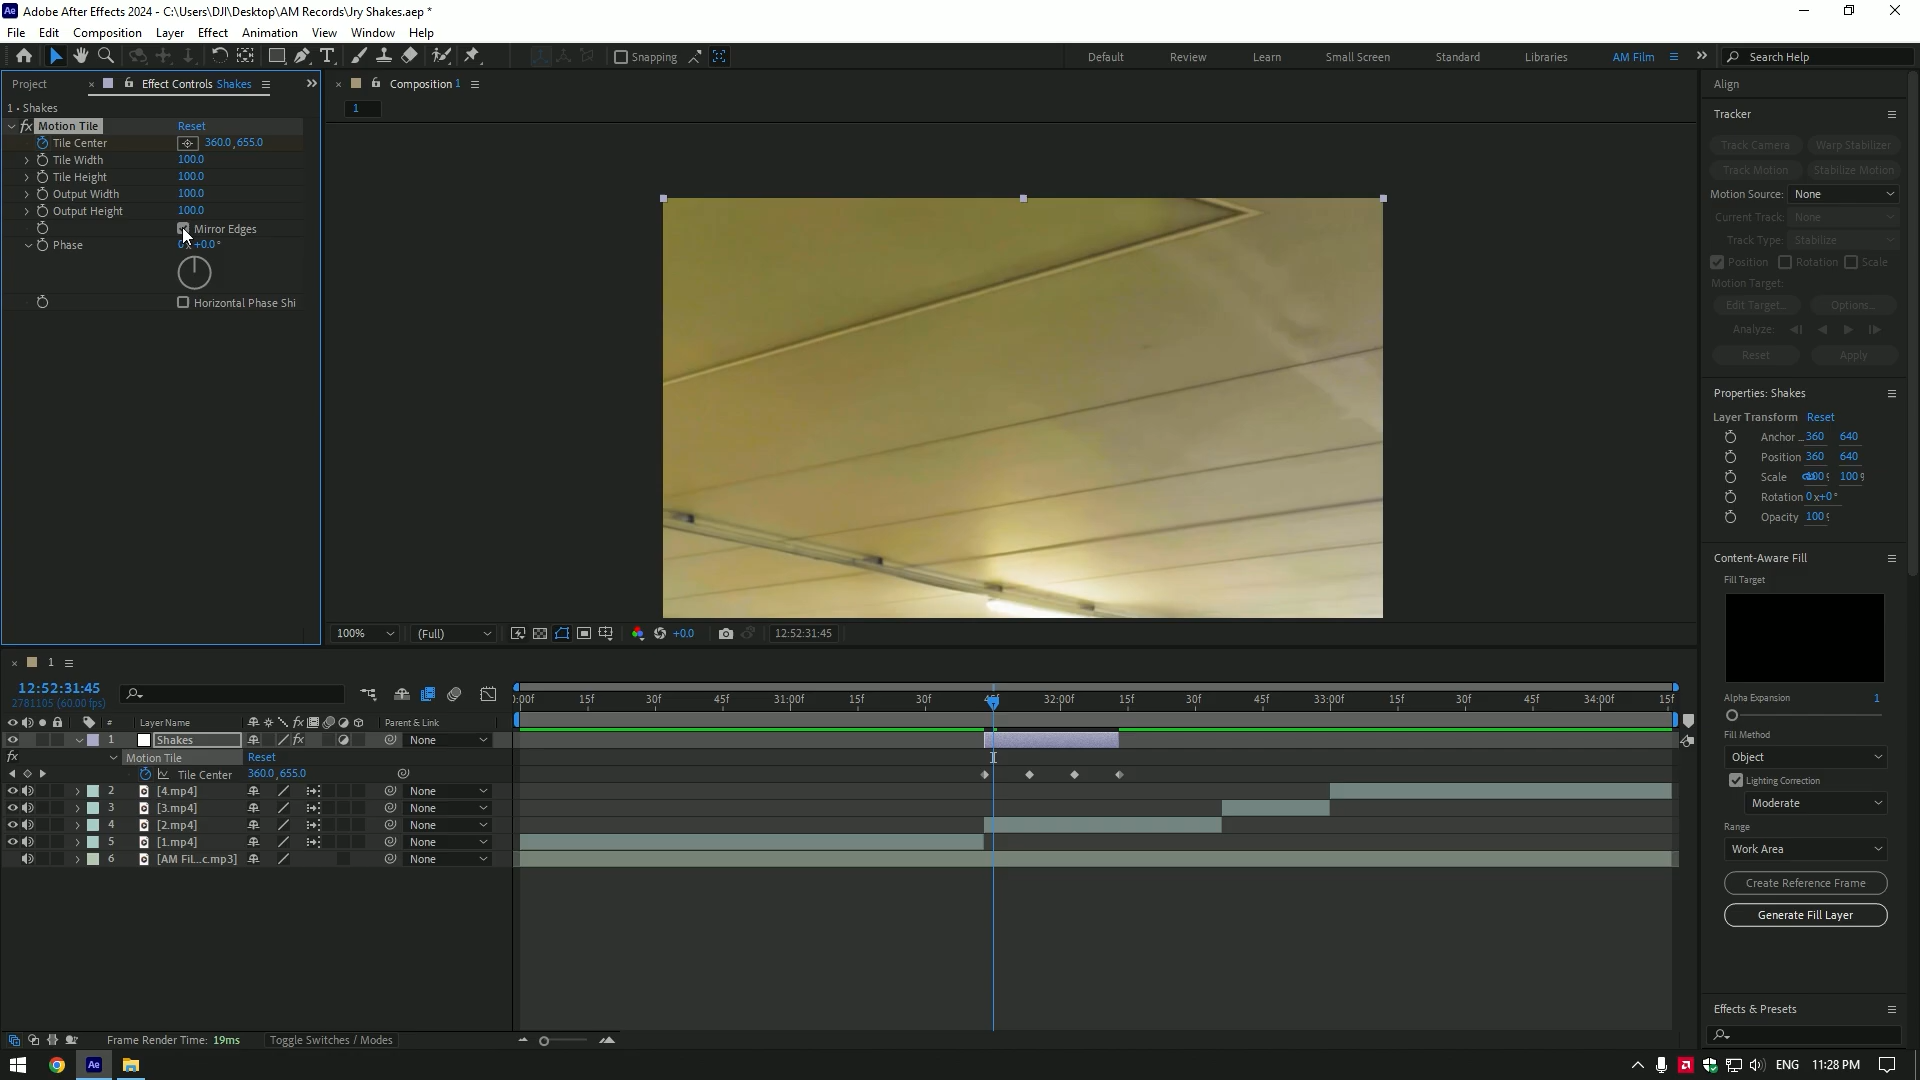 Adobe After Effects 2024 - C:\Users\DJI\Desktop\AM Records\Jry Shakes.aep *
File Edit Composition Layer Effect Animation View Window Help
Snapping
Default Review Learn Small Screen Standard Libraries AM Film Search Help
Project Effect Controls Shakes
Composition 1
Align
1 • Shakes
1
fx Motion Tile Reset
Tracker
Tile Center 360.0, 655.0
Track Camera Warp Stabilizer
Tile Width 100.0
Track Motion Stabilize Motion
Tile Height 100.0
Output Width 100.0
Motion Source: None
Output Height 100.0
Current Track: None
Mirror Edges
Track Type: Stabilize
Phase 0x+0.0°
Position Rotation Scale
Motion Target:
Horizontal Phase Shi
Edit Target... Options...
Analyze:
Reset Apply
Properties: Shakes
Layer Transform Reset
Anchor ... 360 640
Position 360 640
Scale 100 100
Rotation 0x+0°
Opacity 100
Content-Aware Fill
Fill Target
100% (Full) +0.0 12:52:31:45
Alpha Expansion 1
Fill Method
Object
Lighting Correction
Moderate
Range
Work Area
Create Reference Frame
Generate Fill Layer
Effects & Presets
1
12:52:31:45
2781105 (60.00 fps)
:00f 15f 30f 45f 31:00f 15f 30f 45f 32:00f 15f 30f 45f 33:00f 15f 30f 45f 34:00f 15f
# Layer Name fx Parent & Link
1 Shakes fx None
fx Motion Tile Reset
Tile Center 360.0, 655.0
2 [4.mp4] None
3 [3.mp4] None
4 [2.mp4] None
5 [1.mp4] None
6 [AM Fil...c.mp3] None
Frame Render Time: 19ms Toggle Switches / Modes
Ae ENG 11:28 PM